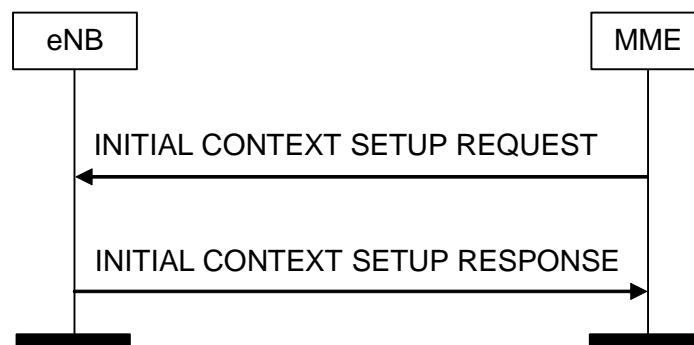 eNB
MME
INITIAL CONTEXT SETUP REQUEST
INITIAL CONTEXT SETUP RESPONSE